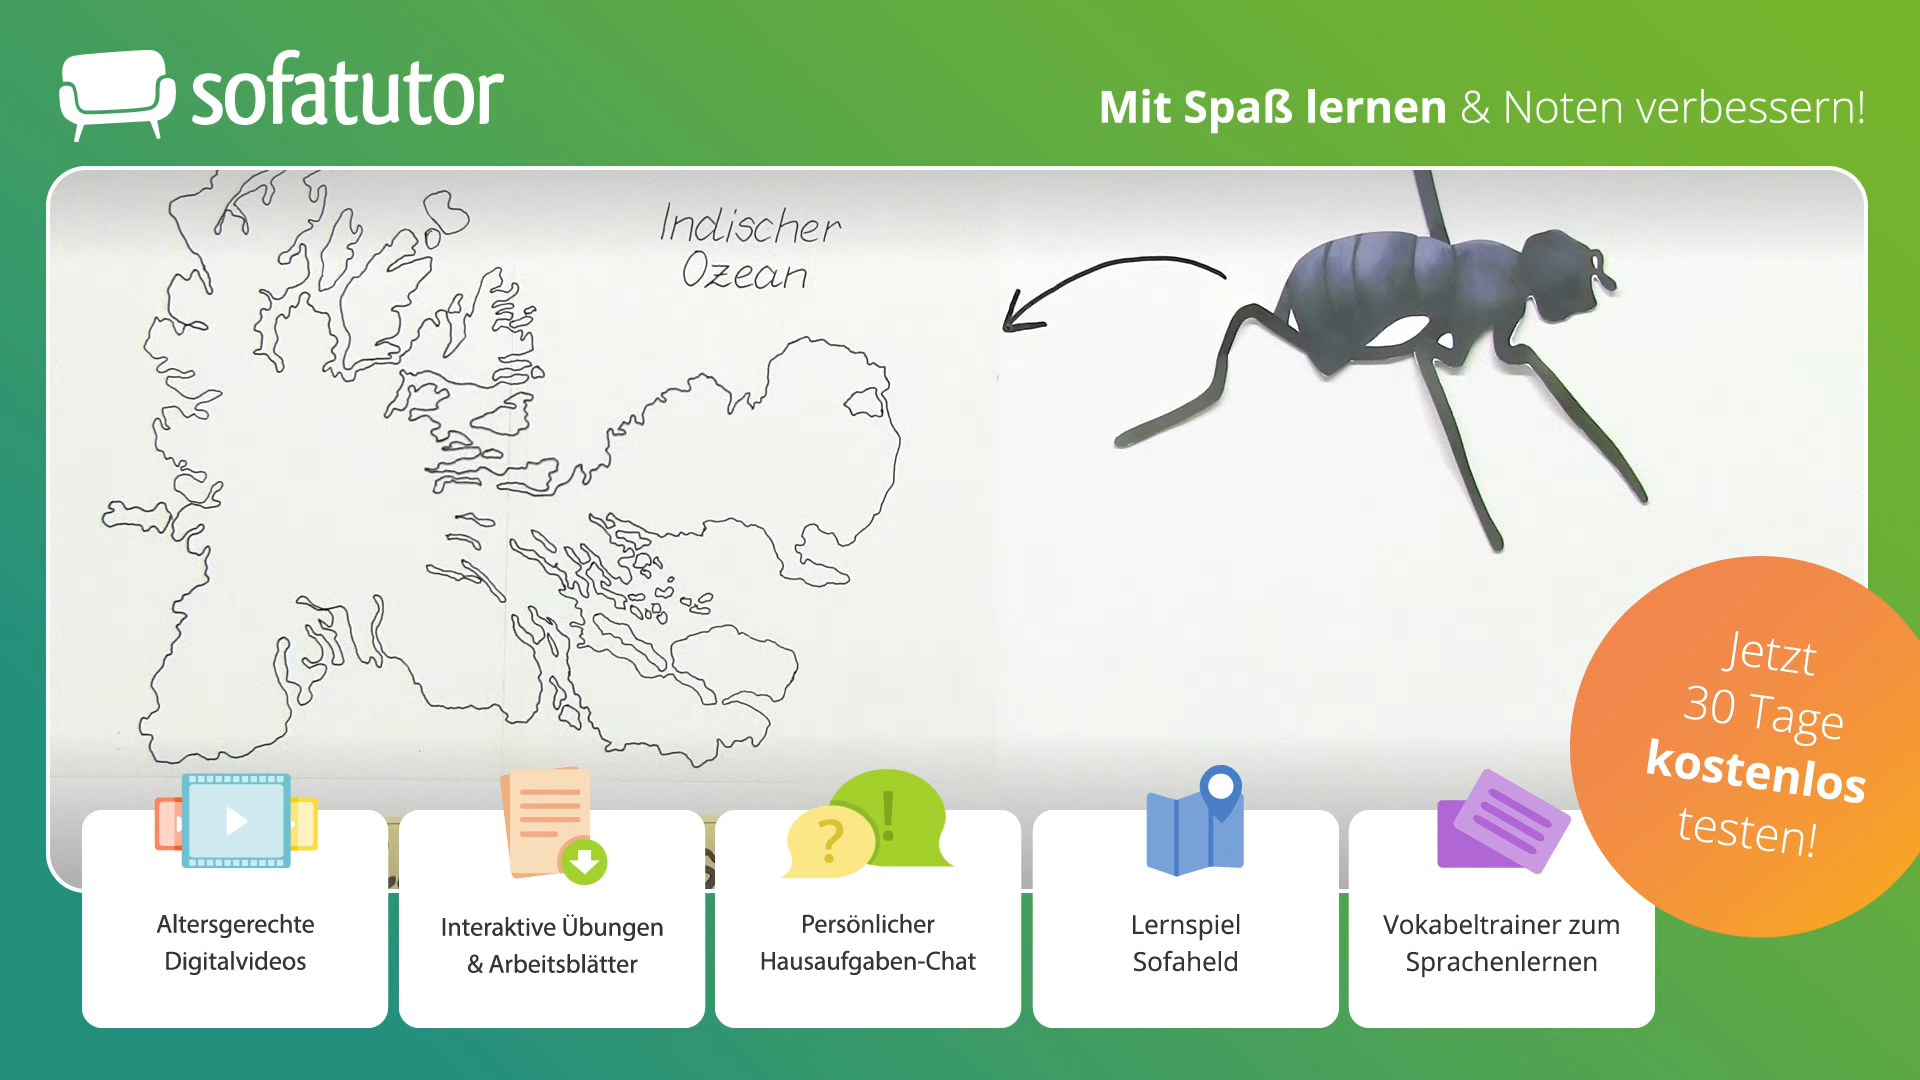 sofatutor
Mit Spaß lernen & Noten verbessern!
Indischer
Ozean
Jetzt
30 Tage
kostenlos
testen!
Altersgerechte
Digitalvideos
Interaktive Übungen
& Arbeitsblätter
Persönlicher
Hausaufgaben-Chat
Lernspiel
Sofaheld
Vokabeltrainer zum
Sprachenlernen